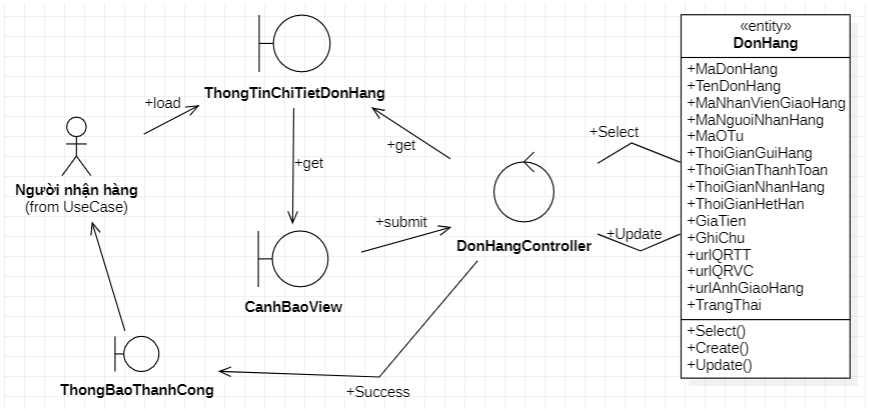 ThongTinChiTietDonHang
+load
Người nhận hàng
(from UseCase)
+get
+get
CanhBaoView
+submit
DonHangController
+Select
+Update
ThongBaoThanhCong
+Success
«entity»
DonHang
+MaDonHang
+TenDonHang
+MaNhanVienGiaoHang
+MaNguoiNhanHang
+MaOTu
+ThoiGianGuiHang
+ThoiGianThanhToan
+ThoiGianNhanHang
+ThoiGianHetHan
+GiaTien
+GhiChu
+urlQRTT
+urlQRVC
+urlAnhGiaoHang
+TrangThai
+Select()
+Create()
+Update()